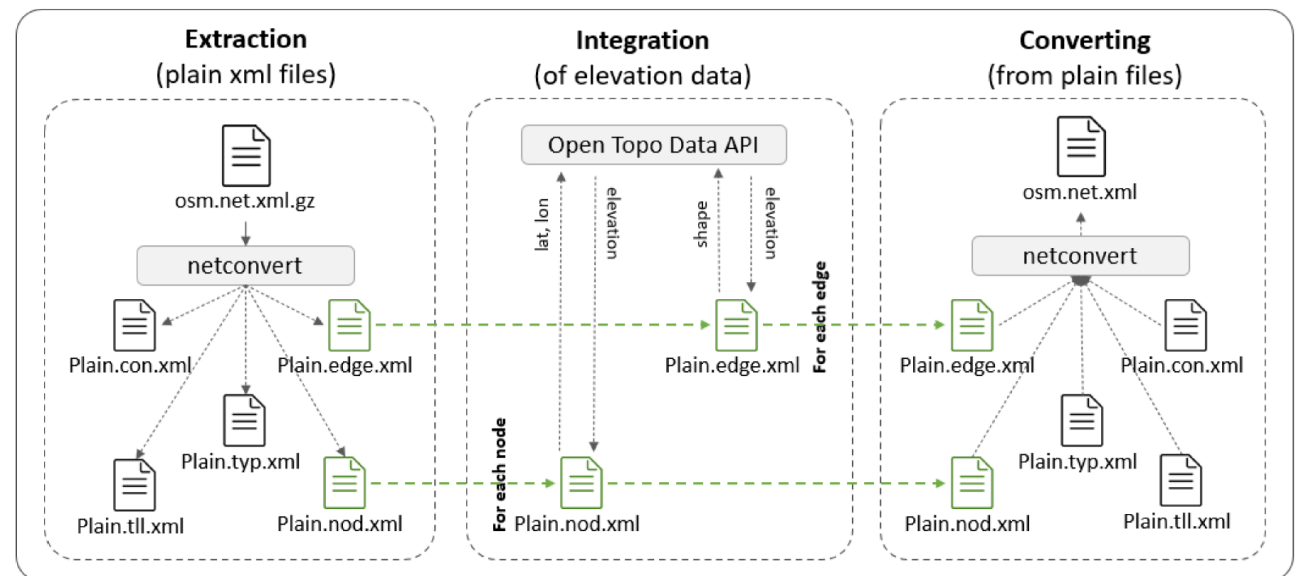 Extraction
(plain xml files)
osm.net.xml.gz
netconvert
Plain.con.xml
Plain.edge.xml
Plain.typ.xml
Plain.tll.xml
Plain.nod.xml
Integration
(of elevation data)
Open Topo Data API
lat, lon
elevation
shape
elevation
Plain.edge.xml
For each edge
For each node
Plain.nod.xml
Converting
(from plain files)
osm.net.xml
netconvert
Plain.edge.xml
Plain.con.xml
Plain.typ.xml
Plain.nod.xml
Plain.tll.xml